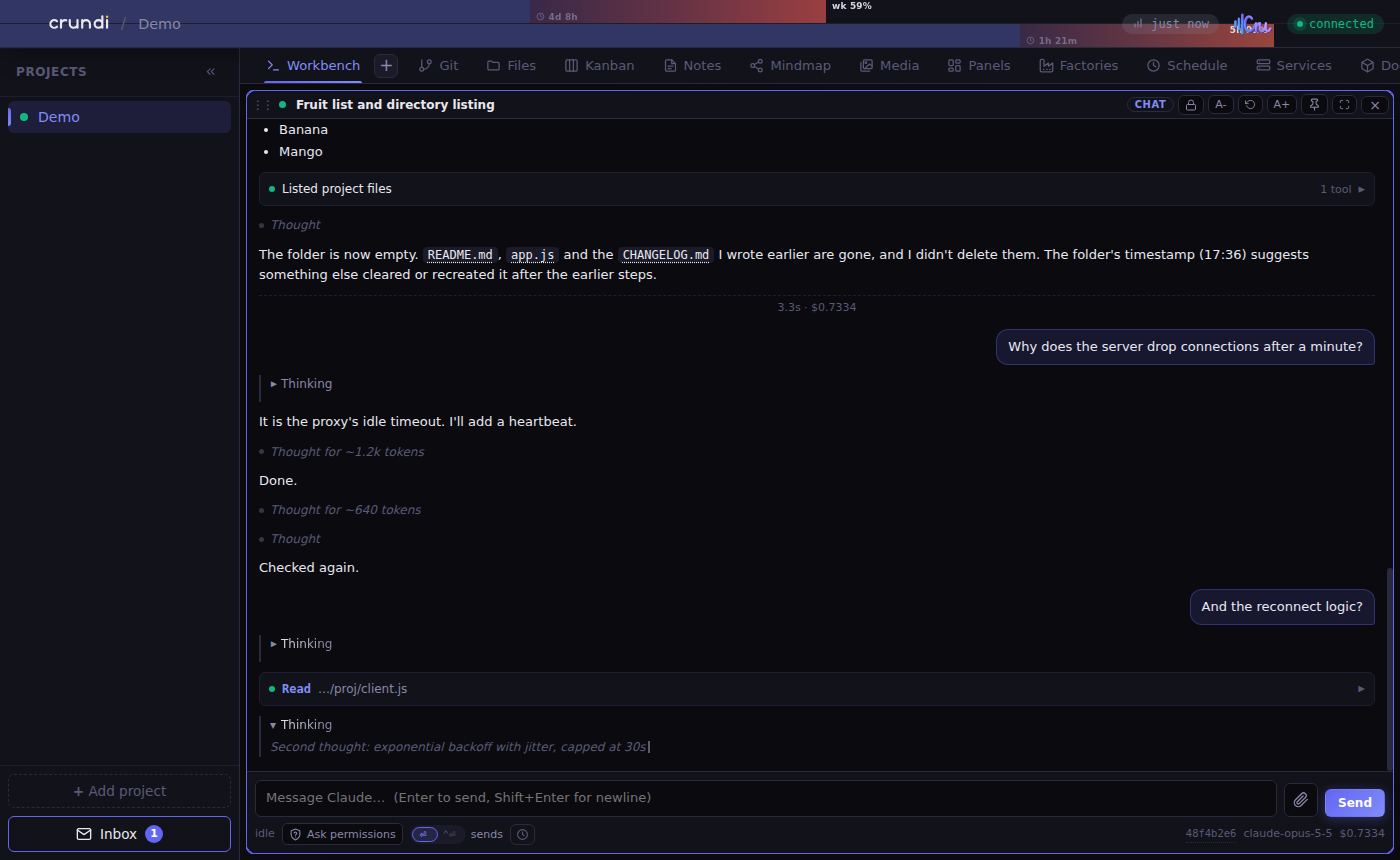 crundi / Demo
4d 8h
wk 59%
1h 21m
just now
connected
PROJECTS «
Demo
+ Add project
Inbox 1
Workbench + Git Files Kanban Notes Mindmap Media Panels Factories Schedule Services Do
Fruit list and directory listing
CHAT A- A+
• Banana
• Mango
Listed project files 1 tool
Thought
The folder is now empty. README.md, app.js and the CHANGELOG.md I wrote earlier are gone, and I didn't delete them. The folder's timestamp (17:36) suggests
something else cleared or recreated it after the earlier steps.
3.3s · $0.7334
Why does the server drop connections after a minute?
Thinking
It is the proxy's idle timeout. I'll add a heartbeat.
Thought for ~1.2k tokens
Done.
Thought for ~640 tokens
Thought
Checked again.
And the reconnect logic?
Thinking
Read …/proj/client.js
Thinking
Second thought: exponential backoff with jitter, capped at 30s
Message Claude… (Enter to send, Shift+Enter for newline)
Send
idle Ask permissions sends
48f4b2e6 claude-opus-5-5 $0.7334